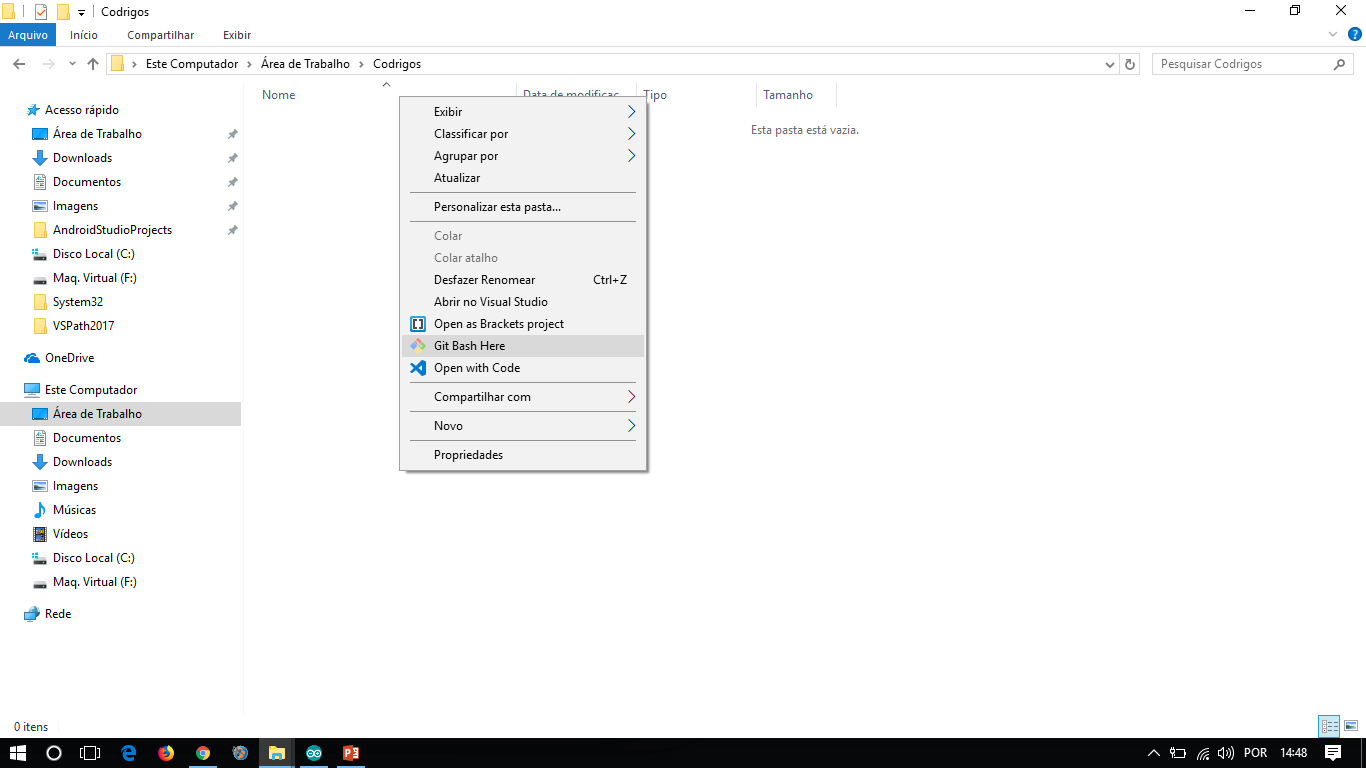 Codrigos
Arquivo Início Compartilhar Exibir
Este Computador Área de Trabalho Codrigos
Pesquisar Codrigos
Nome Data de modificaç Tipo Tamanho
Esta pasta está vazia.
Acesso rápido
Área de Trabalho
Downloads
Documentos
Imagens
AndroidStudioProjects
Disco Local (C:)
Maq. Virtual (F:)
System32
VSPath2017
OneDrive
Este Computador
Área de Trabalho
Documentos
Downloads
Imagens
Músicas
Vídeos
Disco Local (C:)
Maq. Virtual (F:)
Rede
Exibir
Classificar por
Agrupar por
Atualizar
Personalizar esta pasta...
Colar
Colar atalho
Desfazer Renomear Ctrl+Z
Abrir no Visual Studio
Open as Brackets project
Git Bash Here
Open with Code
Compartilhar com
Novo
Propriedades
0 itens
POR 14:48